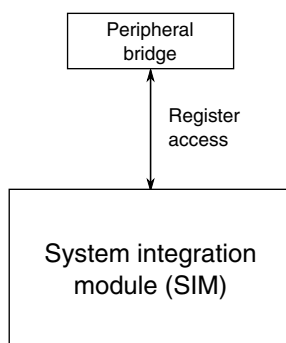 Peripheral
bridge
Register
access
System integration
module (SIM)